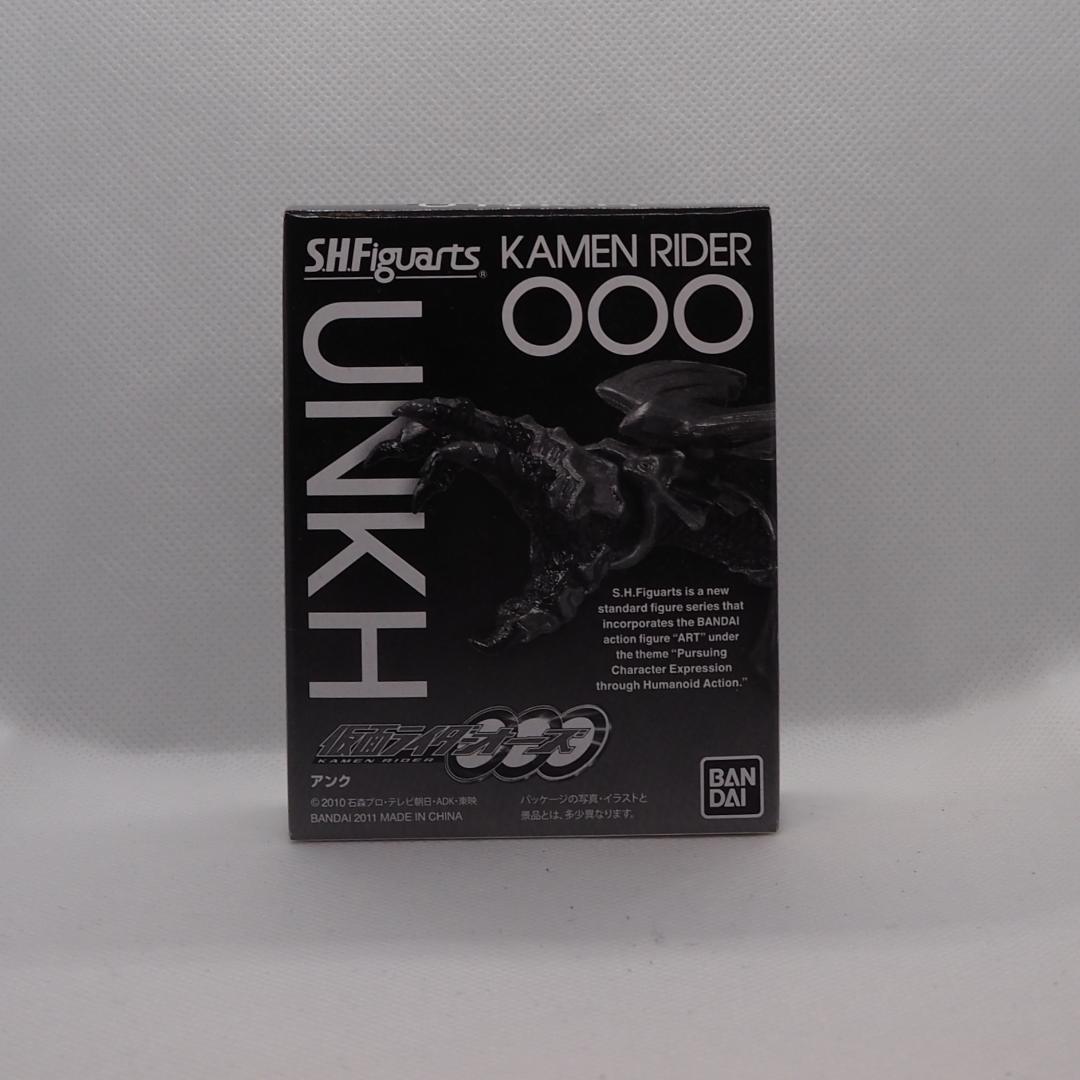 S.H.Figuarts®
KAMEN RIDER
OOO
UNKH
S.H.Figuarts is a new
standard figure series that
incorporates the BANDAI
action figure “ART” under
the theme “Pursuing
Character Expression
through Humanoid Action.”
仮面ライダーオーズ
KAMEN RIDER OOO
アンク
©2010 石森プロ・テレビ朝日・ADK・東映
BANDAI 2011 MADE IN CHINA
パッケージの写真・イラストと
景品とは、多少異なります。
BAN
DAI